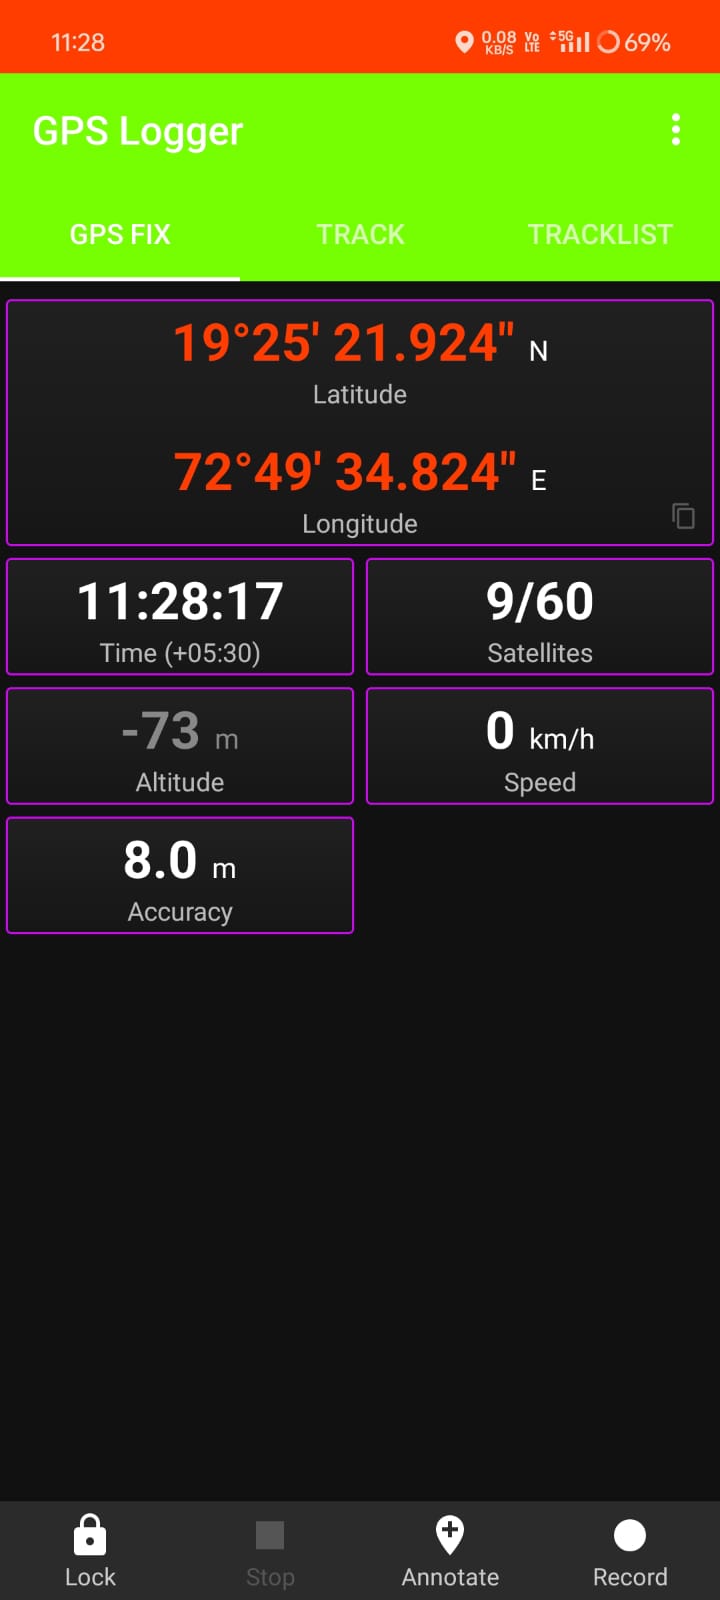 11:28 0.08 KB/S Vo LTE 5G 69%
GPS Logger
GPS FIX TRACK TRACKLIST
19°25' 21.924" N
Latitude
72°49' 34.824" E
Longitude
11:28:17 9/60
Time (+05:30) Satellites
-73 m 0 km/h
Altitude Speed
8.0 m
Accuracy
Lock Stop Annotate Record